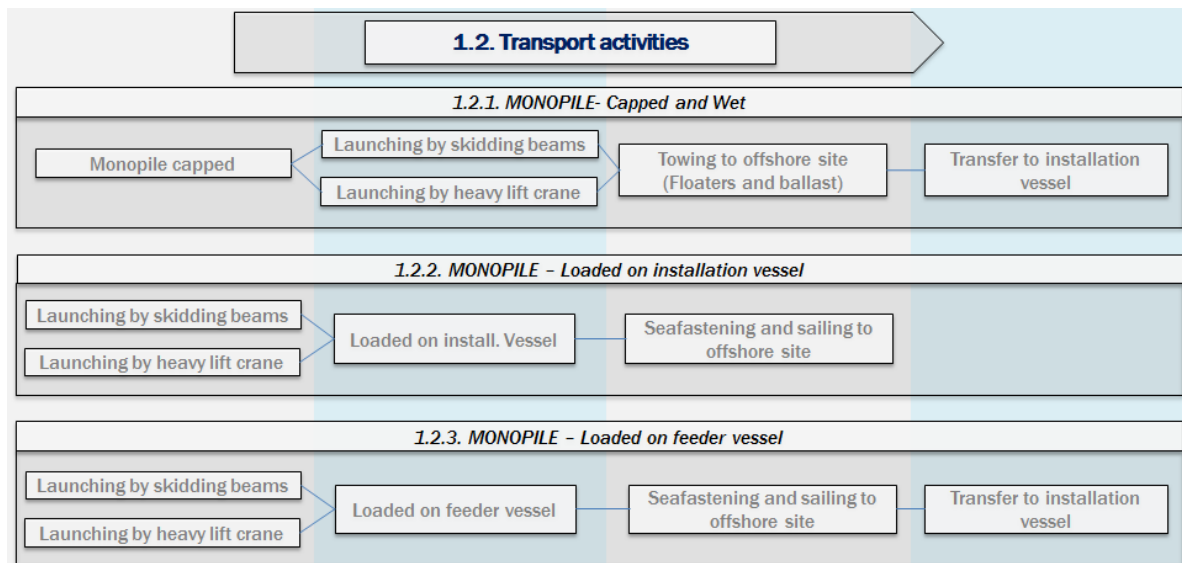 1.2. Transport activities
1.2.1. MONOPILE- Capped and Wet
Monopile capped
Launching by skidding beams
Launching by heavy lift crane
Towing to offshore site
(Floaters and ballast)
Transfer to installation
vessel
1.2.2. MONOPILE – Loaded on installation vessel
Launching by skidding beams
Launching by heavy lift crane
Loaded on install. Vessel
Seafastening and sailing to
offshore site
1.2.3. MONOPILE – Loaded on feeder vessel
Launching by skidding beams
Launching by heavy lift crane
Loaded on feeder vessel
Seafastening and sailing to
offshore site
Transfer to installation
vessel